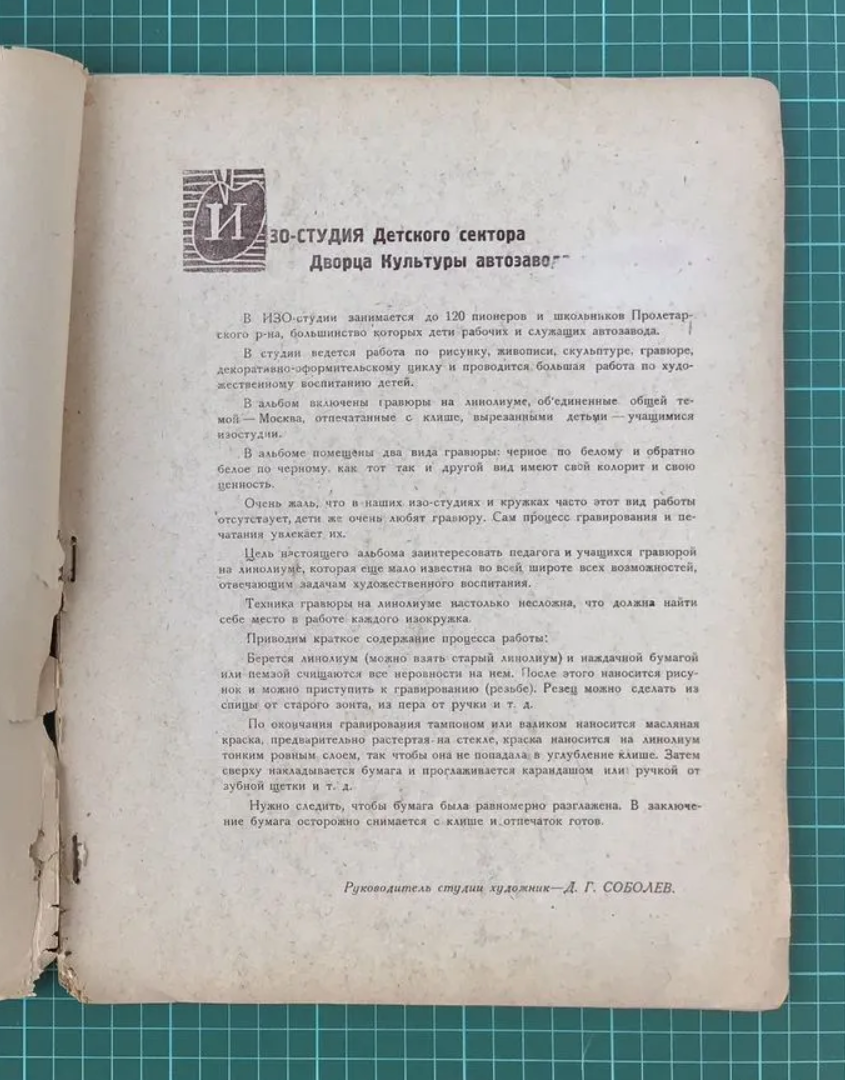 ИЗО-СТУДИЯ Детского сектора
Дворца Культуры
В ИЗО-студии занимается до 120 пионеров и школьников Пролетар-
ского р-на, большинство которых дети рабочих и служащих автозавода.
В студии ведется работа по рисунку, живописи, скульптуре, гравюре,
декоративно-оформительскому циклу и проводится большая работа по худо-
жественному воспитанию детей.
В альбом включены гравюры на линолиуме, об'единенные общей те-
мой — Москва, отпечатанные с клише, вырезанными детьми — учащимися
изостудии.
В альбоме помещены два вида гравюры: черное по белому и обратно
белое по черному. как тот так и другой вид имеют свой колорит и свою
ценность.
Очень жаль, что в наших изо-студиях и кружках часто этот вид работы
отсутствует, дети же очень любят гравюру. Сам процесс гравирования и пе-
чатания увлекает их.
Цель настоящего альбома заинтересовать педагога и учащихся гравюрой
на линолиуме, которая еще мало известна во всей широте всех возможностей,
отвечающим задачам художественного воспитания.
Техника гравюры на линолиуме настолько несложна, что должна найти
себе место в работе каждого изокружка.
Приводим краткое содержание процесса работы:
Берется линолиум (можно взять старый линолиум) и наждачной бумагой
или пемзой счищаются все неровности на нем. После этого наносится рису-
нок и можно приступить к гравированию (резьбе). Резец можно сделать из
спицы от старого зонта, из пера от ручки и т. д.
По окончания гравирования тампоном или валиком наносится масляная
краска, предварительно растертая на стекле, краска наносится на линолиум
тонким ровным слоем, так чтобы она не попадала в углубление клише. Затем
сверху накладывается бумага и проглаживается карандашом или ручкой от
зубной щетки и т. д.
Нужно следить, чтобы бумага была равномерно разглажена. В заключе-
ние бумага осторожно снимается с клише и отпечаток готов.
Руководитель студии художник—Д. Г. СОБОЛЕВ.